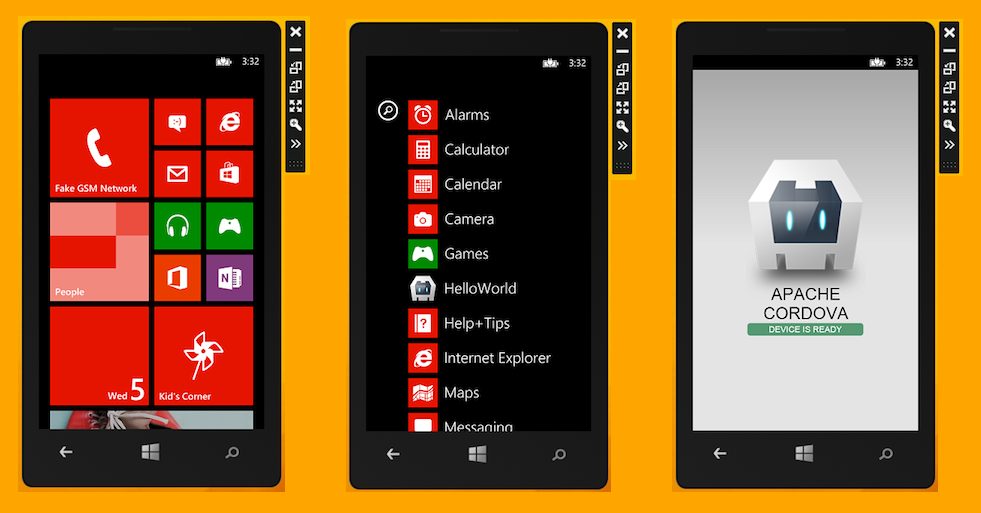 3:32
Fake GSM Network
People
N
Wed 5
Kid's Corner
3:32
Alarms
Calculator
Calendar
Camera
Games
HelloWorld
Help+Tips
Internet Explorer
Maps
Messaging
3:32
APACHE
CORDOVA
DEVICE IS READY